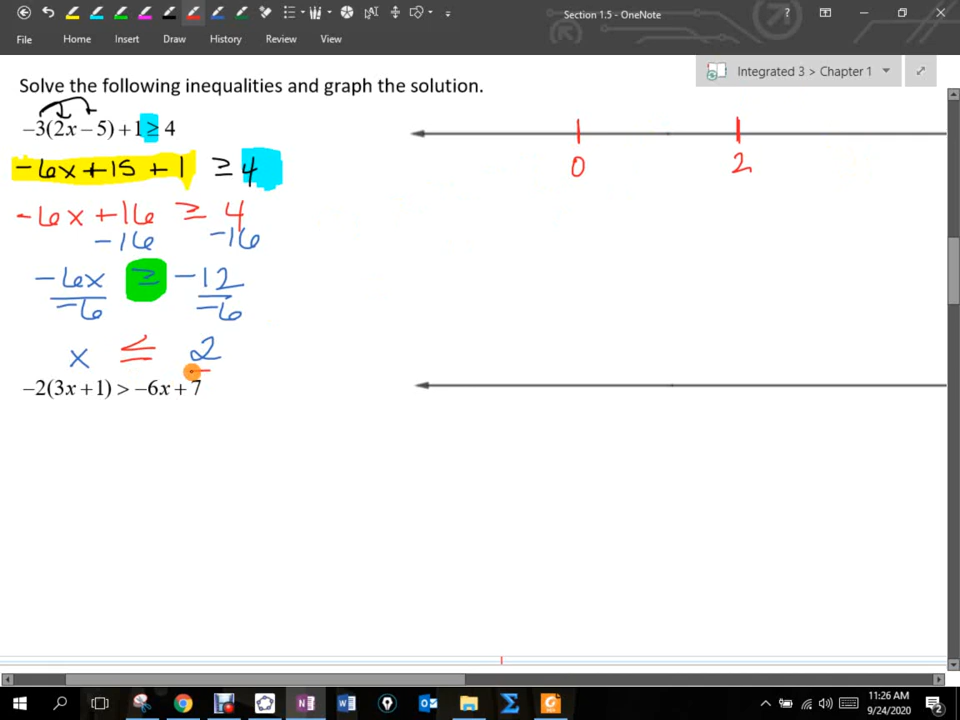 Section 1.5 - OneNote
File Home Insert Draw History Review View
Integrated 3 > Chapter 1
Solve the following inequalities and graph the solution.
−3(2x − 5) + 1 ≥ 4
-6x + 15 + 1 ≥ 4
-6x + 16 ≥ 4
-16 -16
-6x ≥ -12
-6 -6
x ≤ 2
0 2
−2(3x + 1) > −6x + 7
11:26 AM
9/24/2020
2